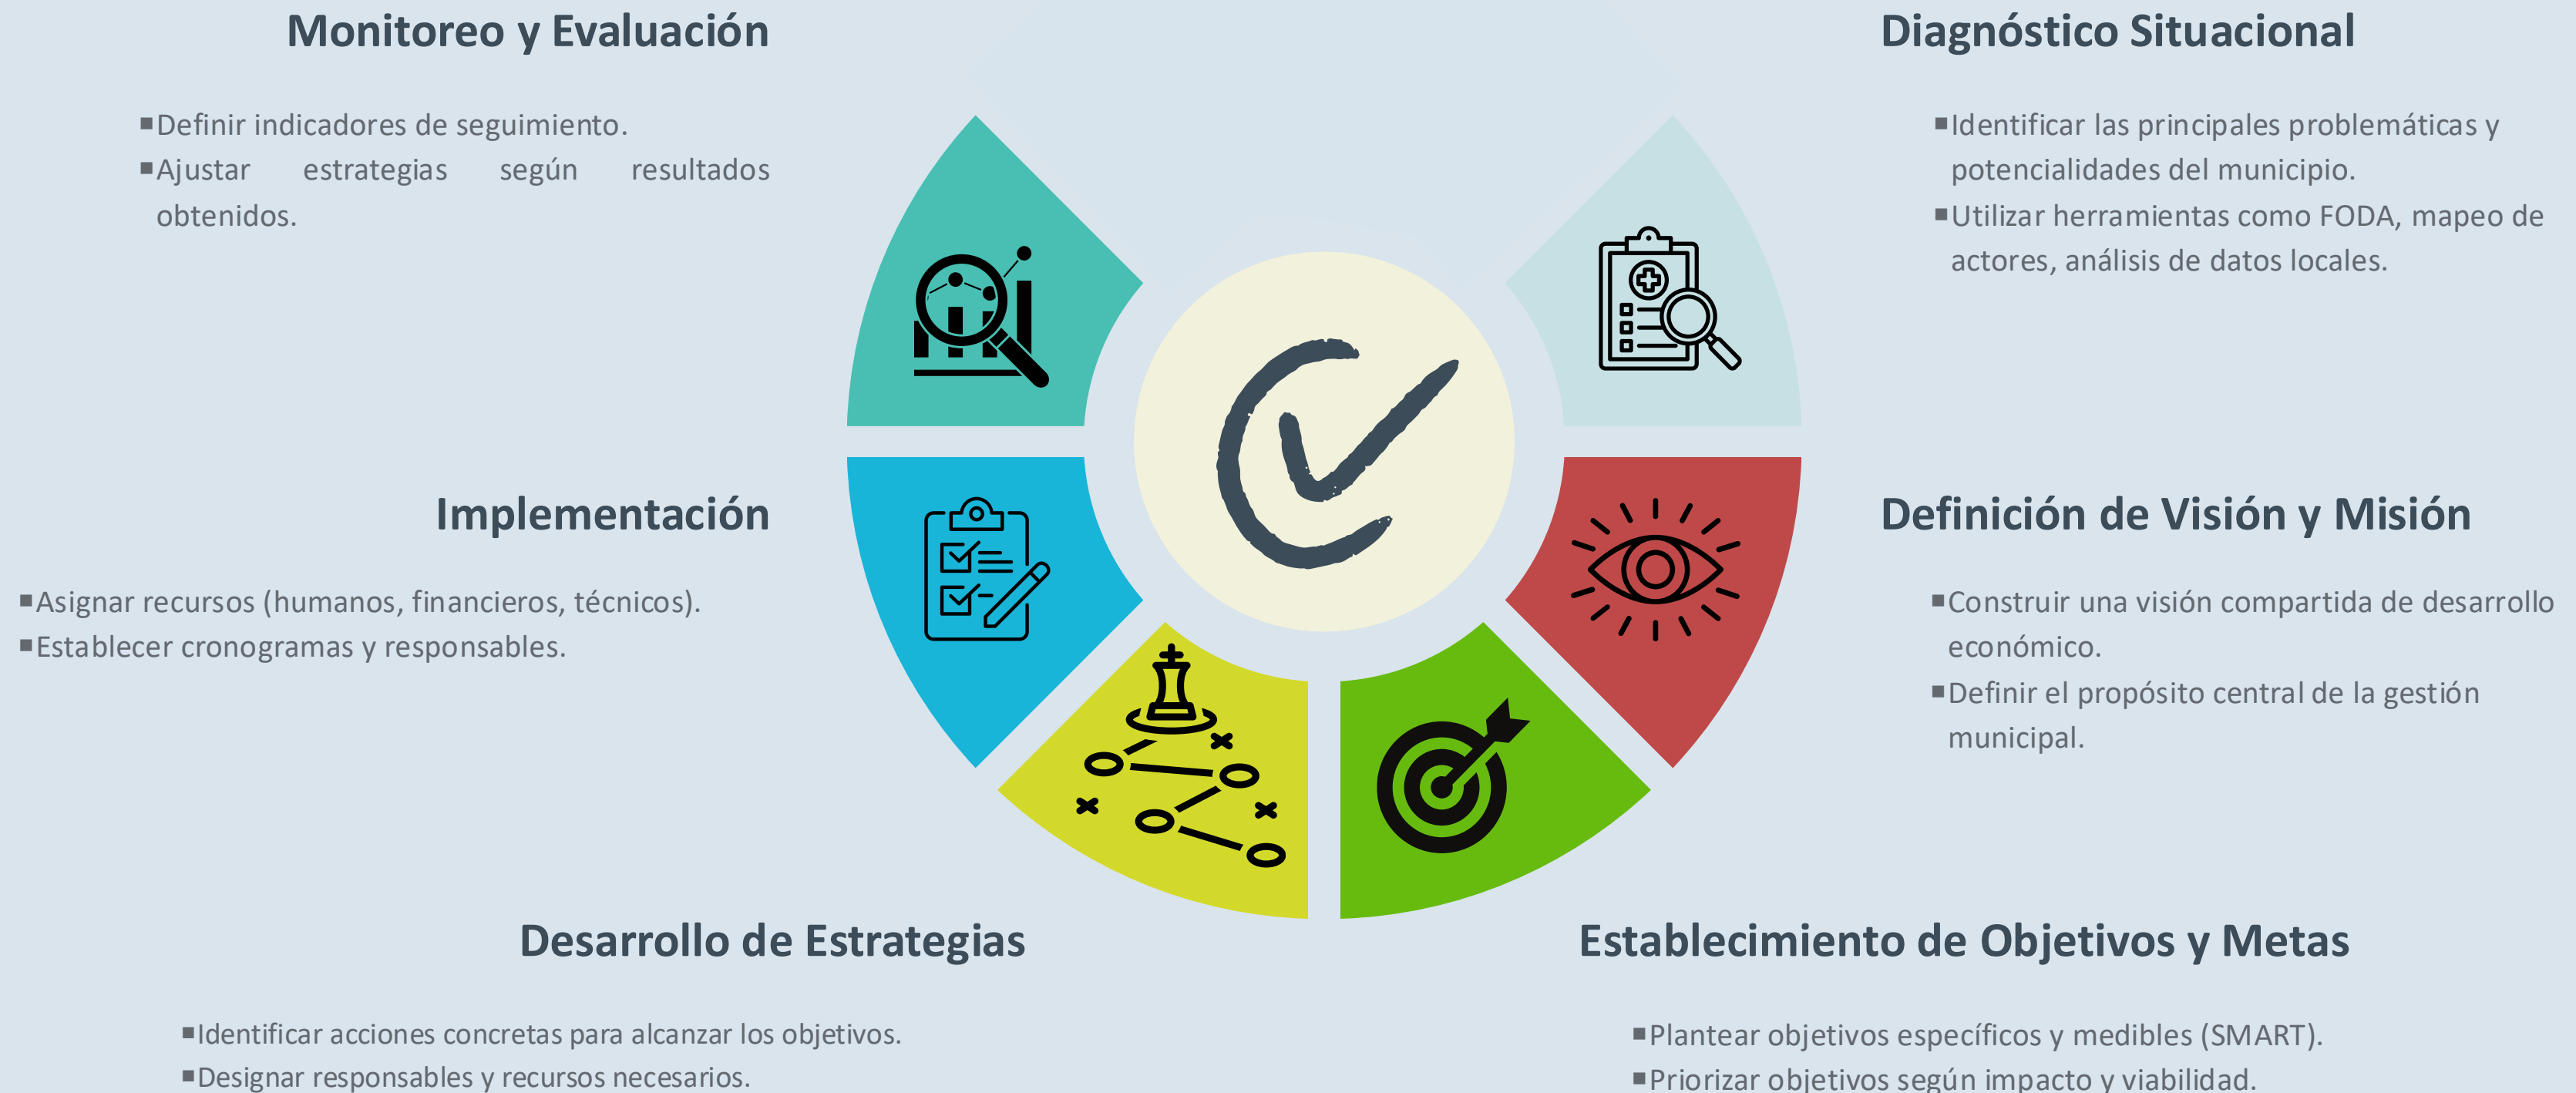 Monitoreo y Evaluación
▪Definir indicadores de seguimiento.
▪Ajustar estrategias según resultados
obtenidos.
Diagnóstico Situacional
▪Identificar las principales problemáticas y
potencialidades del municipio.
▪Utilizar herramientas como FODA, mapeo de
actores, análisis de datos locales.
Implementación
▪Asignar recursos (humanos, financieros, técnicos).
▪Establecer cronogramas y responsables.
Definición de Visión y Misión
▪Construir una visión compartida de desarrollo
económico.
▪Definir el propósito central de la gestión
municipal.
Desarrollo de Estrategias
▪Identificar acciones concretas para alcanzar los objetivos.
▪Designar responsables y recursos necesarios.
Establecimiento de Objetivos y Metas
▪Plantear objetivos específicos y medibles (SMART).
▪Priorizar objetivos según impacto y viabilidad.